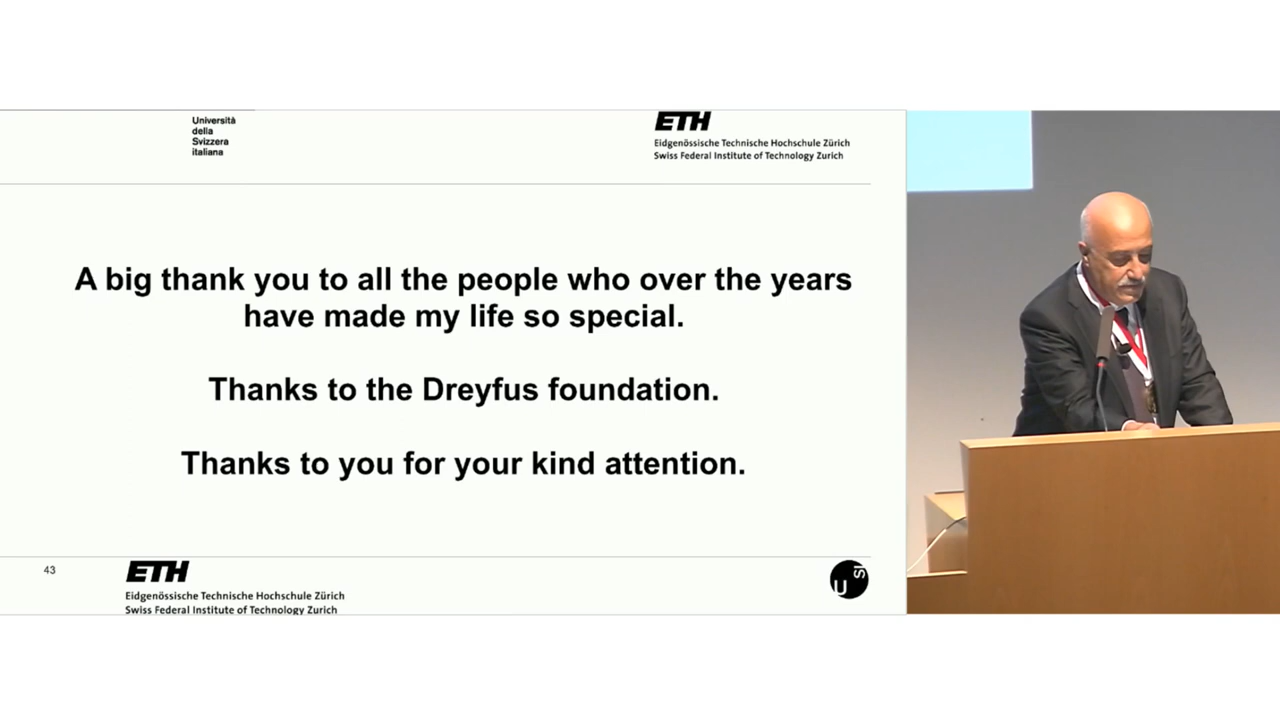 Università
della
Svizzera
italiana
ETH
Eidgenössische Technische Hochschule Zürich
Swiss Federal Institute of Technology Zurich
A big thank you to all the people who over the years
have made my life so special.
Thanks to the Dreyfus foundation.
Thanks to you for your kind attention.
43
ETH
Eidgenössische Technische Hochschule Zürich
Swiss Federal Institute of Technology Zurich
USI